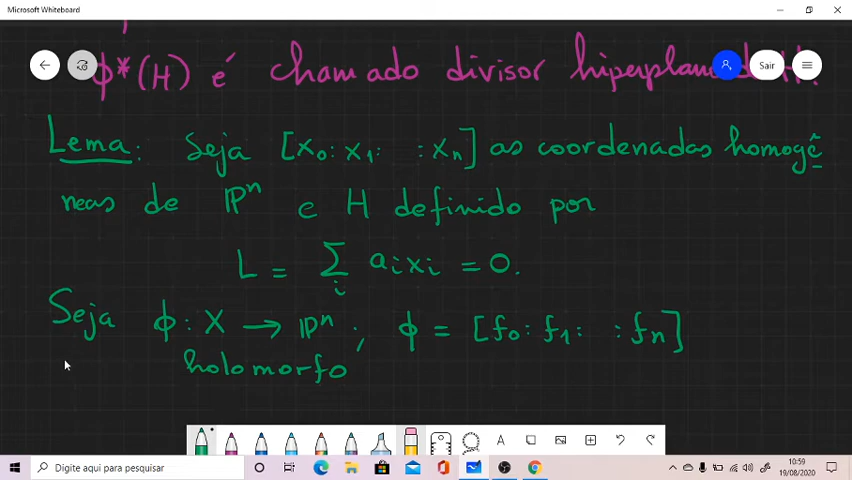 Microsoft Whiteboard
ϕ*(H) é chamado divisor
Sair
Lema: Seja [x₀: x₁: :xₙ] as coordenadas homogê
neas de ℙⁿ e H definido por
L = ∑ᵢ aᵢxᵢ = 0.
Seja ϕ: X → ℙⁿ; ϕ = [f₀: f₁: :fₙ]
holomorfo
A
Digite aqui para pesquisar
10:59
19/08/2020